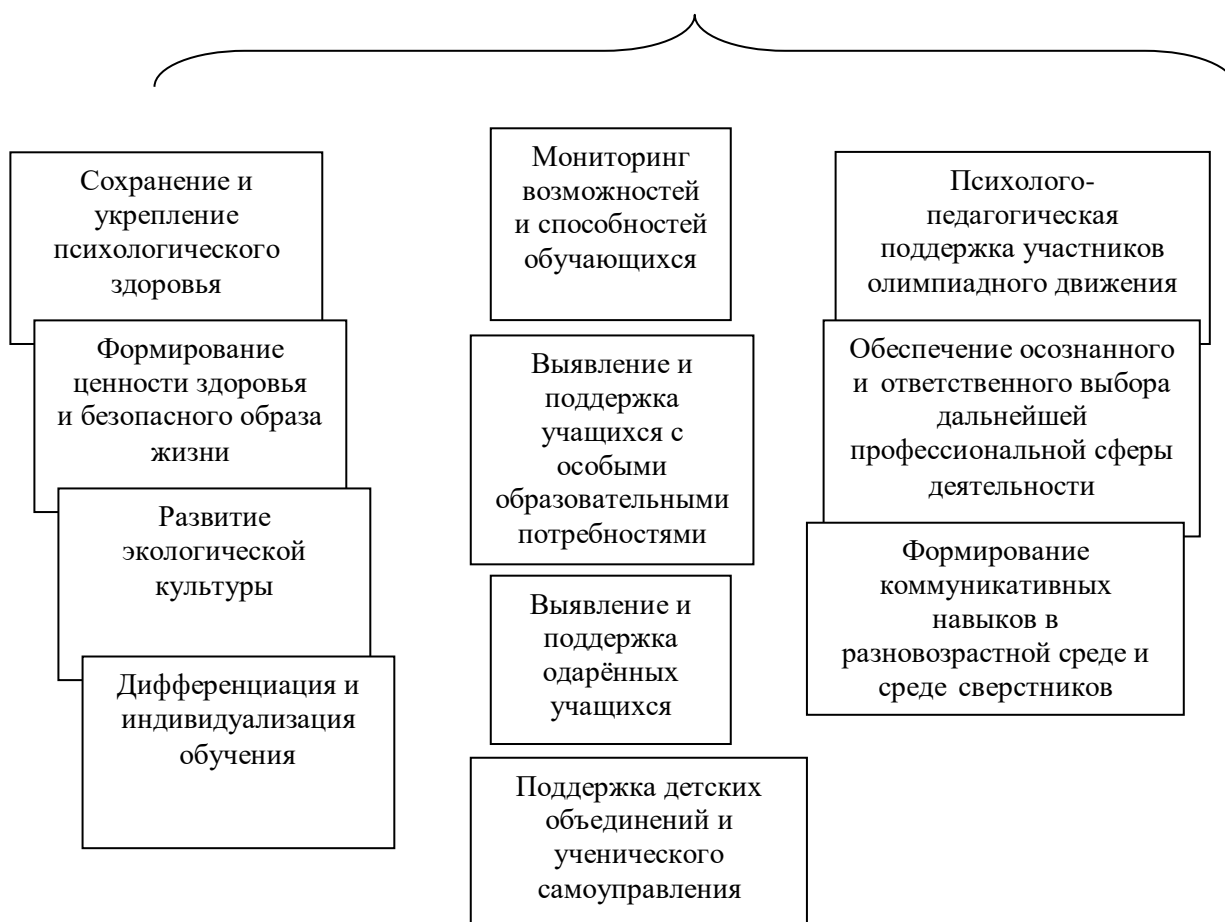 Сохранение и
укрепление
психологического
здоровья
Формирование
ценности здоровья
и безопасного образа
жизни
Развитие
экологической
культуры
Дифференциация и
индивидуализация
обучения
Мониторинг
возможностей
и способностей
обучающихся
Выявление и
поддержка
учащихся с
особыми
образовательными
потребностями
Выявление и
поддержка
одарённых
учащихся
Поддержка детских
объединений и
ученического
самоуправления
Психолого-
педагогическая
поддержка участников
олимпиадного движения
Обеспечение осознанного
и ответственного выбора
дальнейшей
профессиональной сферы
деятельности
Формирование
коммуникативных
навыков в
разновозрастной среде и
среде сверстников